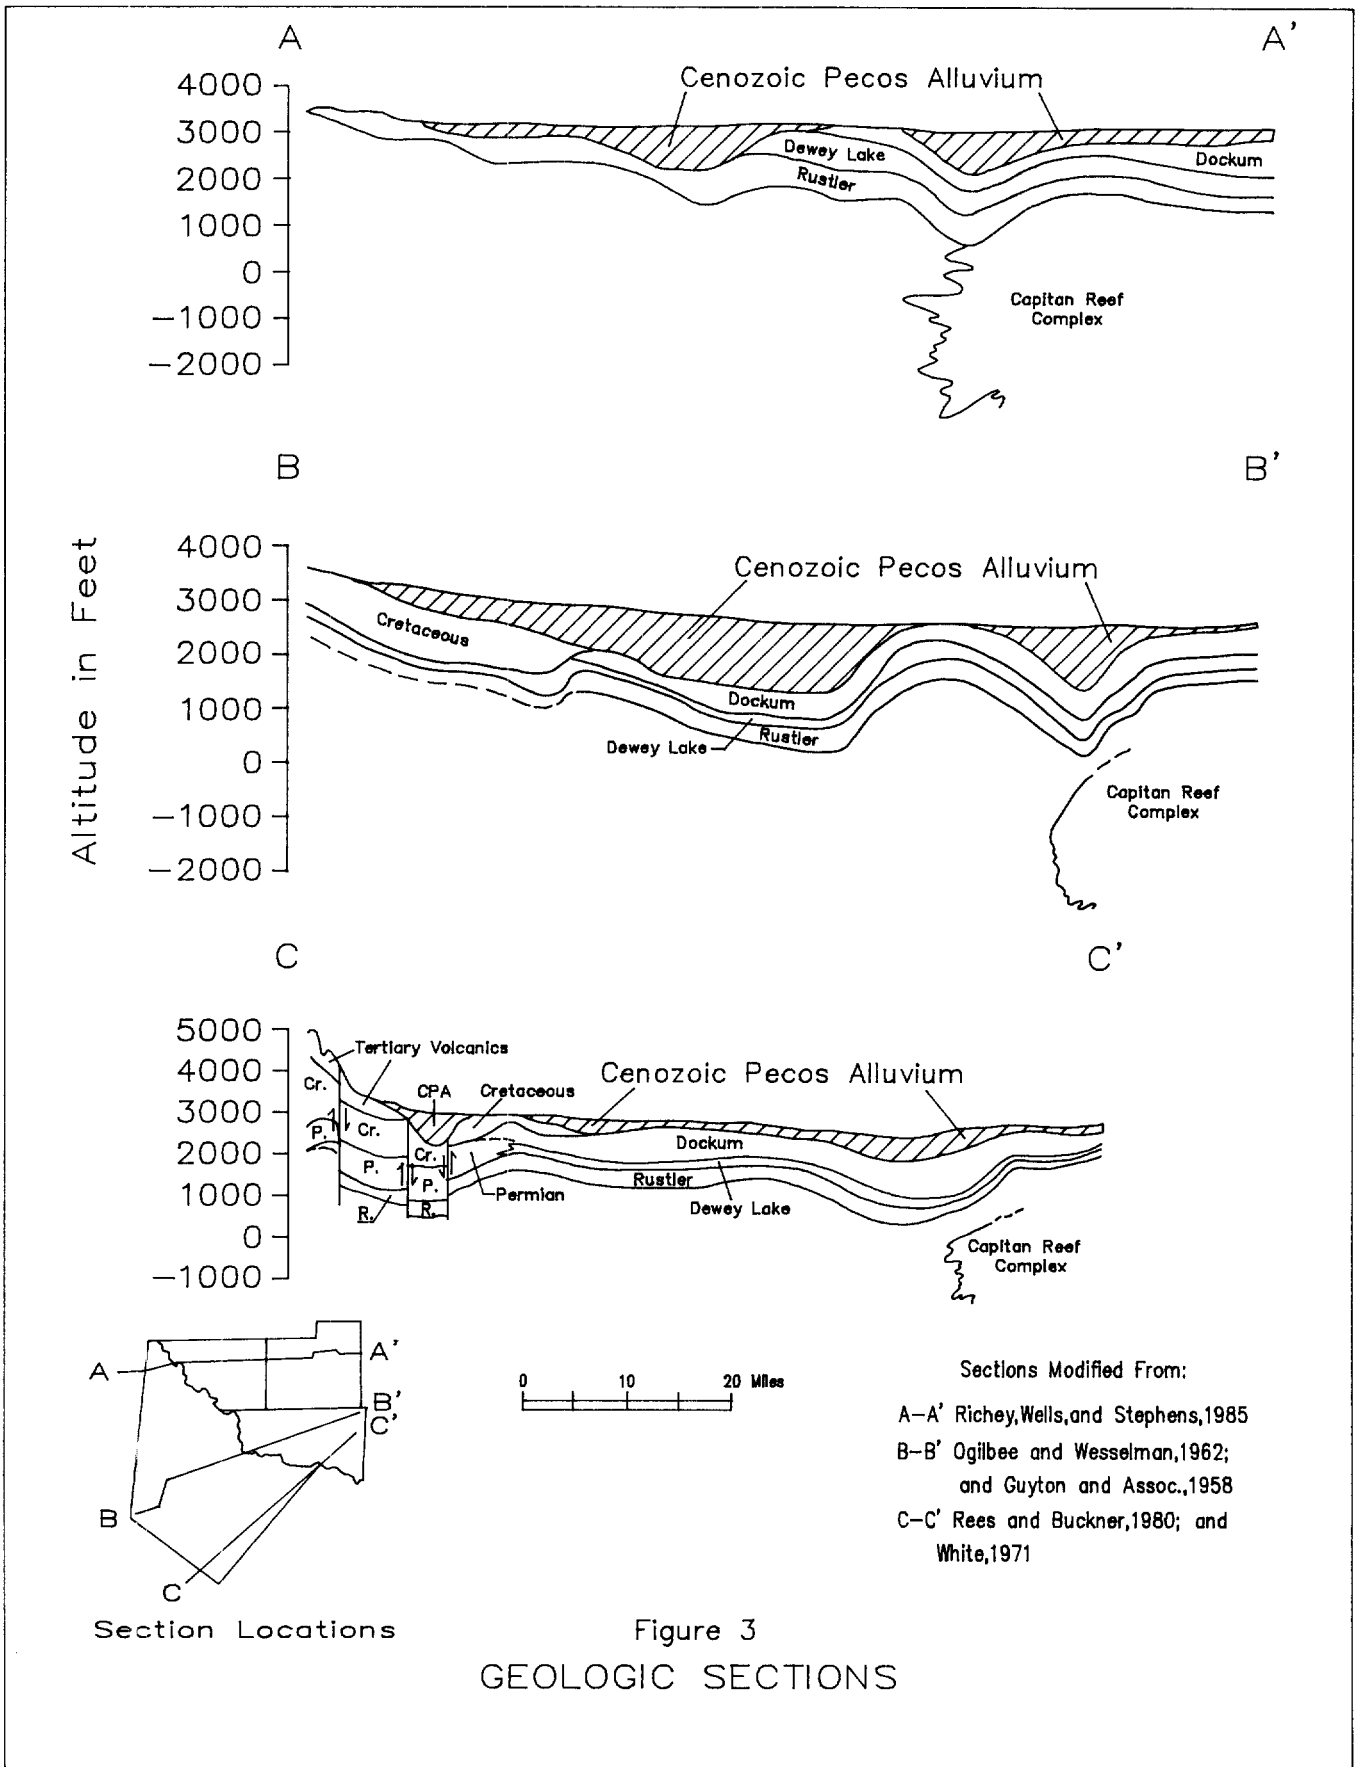 A A'
4000
3000
2000
1000
0
−1000
−2000
Cenozoic Pecos Alluvium
Dewey Lake
Rustler
Dockum
Capitan Reef
Complex
B B'
Altitude in Feet
4000
3000
2000
1000
0
−1000
−2000
Cenozoic Pecos Alluvium
Cretaceous
Dockum
Rustler
Dewey Lake
Capitan Reef
Complex
C C'
5000
4000
3000
2000
1000
0
−1000
Tertiary Volcanics
Cr.
CPA
Cretaceous
Cenozoic Pecos Alluvium
P.
Cr.
Cr.
Dockum
P.
P.
Permian
Rustler
R.
R.
Dewey Lake
Capitan Reef
Complex
A
A'
B'
C'
B
C
Section Locations
0 10 20 Miles
Sections Modified From:
A−A' Richey,Wells,and Stephens,1985
B−B' Ogilbee and Wesselman,1962;
and Guyton and Assoc.,1958
C−C' Rees and Buckner,1980; and
White,1971
Figure 3
GEOLOGIC SECTIONS